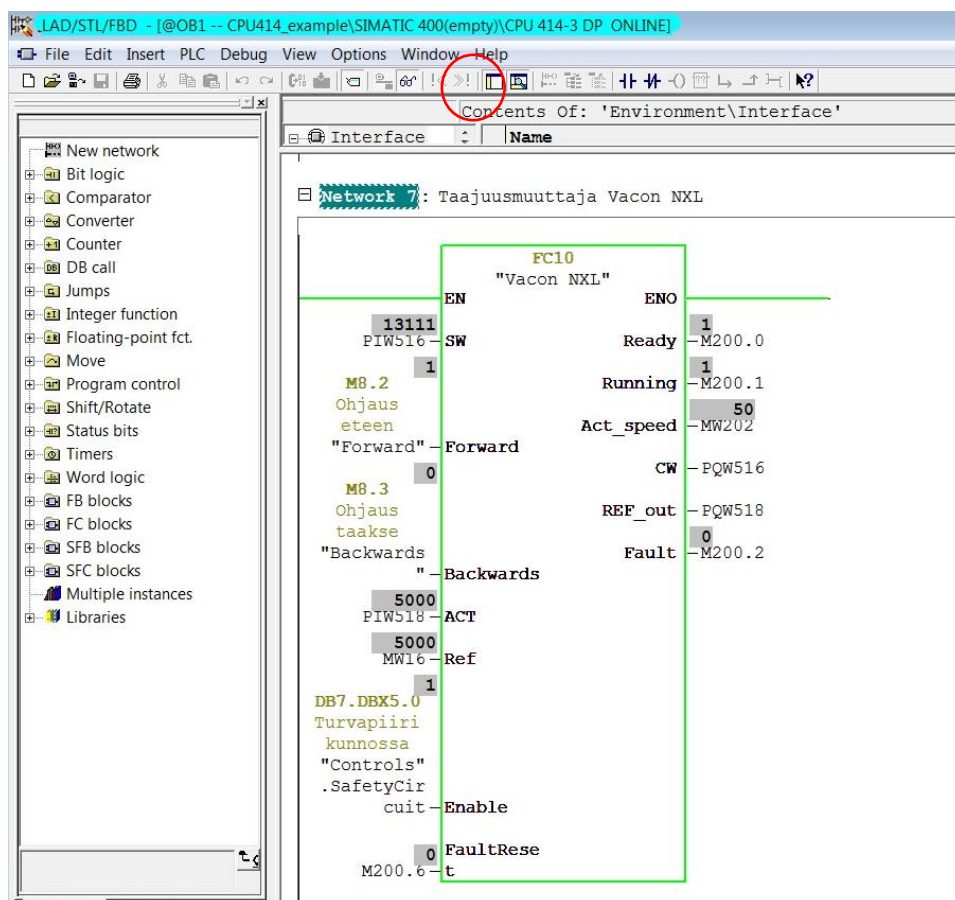 LAD/STL/FBD - [@OB1 -- CPU414_example\SIMATIC 400(empty)\CPU 414-3 DP ONLINE]
File Edit Insert PLC Debug View Options Window Help
Contents Of: 'Environment\Interface'
Interface Name
New network
Bit logic
Comparator
Converter
Counter
DB call
Jumps
Integer function
Floating-point fct.
Move
Program control
Shift/Rotate
Status bits
Timers
Word logic
FB blocks
FC blocks
SFB blocks
SFC blocks
Multiple instances
Libraries
Network 7: Taajuusmuuttaja Vacon NXL
FC10
"Vacon NXL"
EN ENO
13111
PIW516 SW
1
M8.2
Ohjaus
eteen
"Forward" Forward
0
M8.3
Ohjaus
taakse
"Backwards
" Backwards
5000
PIW518 ACT
5000
MW16 Ref
1
DB7.DBX5.0
Turvapiiri
kunnossa
"Controls"
.SafetyCir
cuit Enable
0 FaultRese
M200.6 t
1
Ready M200.0
1
Running M200.1
50
Act_speed MW202
CW PQW516
REF_out PQW518
0
Fault M200.2